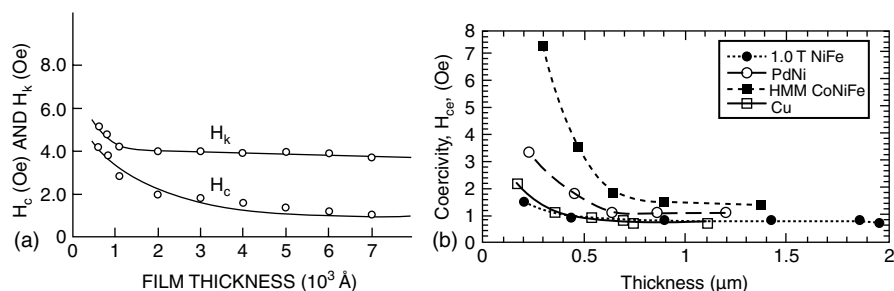 (a)
H_c (Oe) AND H_k (Oe)
8.0
6.0
4.0
2.0
0
H_k
H_c
0 1 2 3 4 5 6 7
FILM THICKNESS (10^3 Å)
(b)
Coercivity, H_ce, (Oe)
8
7
6
5
4
3
2
1
0
1.0 T NiFe
PdNi
HMM CoNiFe
Cu
0 0.5 1 1.5 2
Thickness (μm)